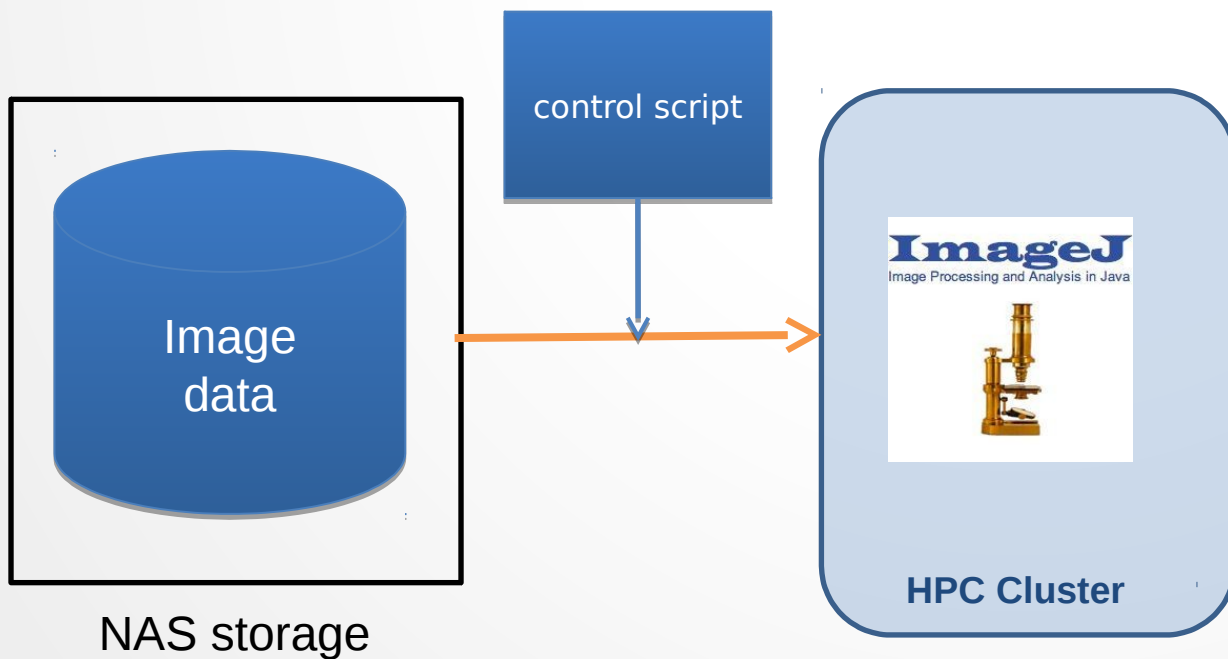 control script
Image
data
ImageJ
Image Processing and Analysis in Java
HPC Cluster
NAS storage